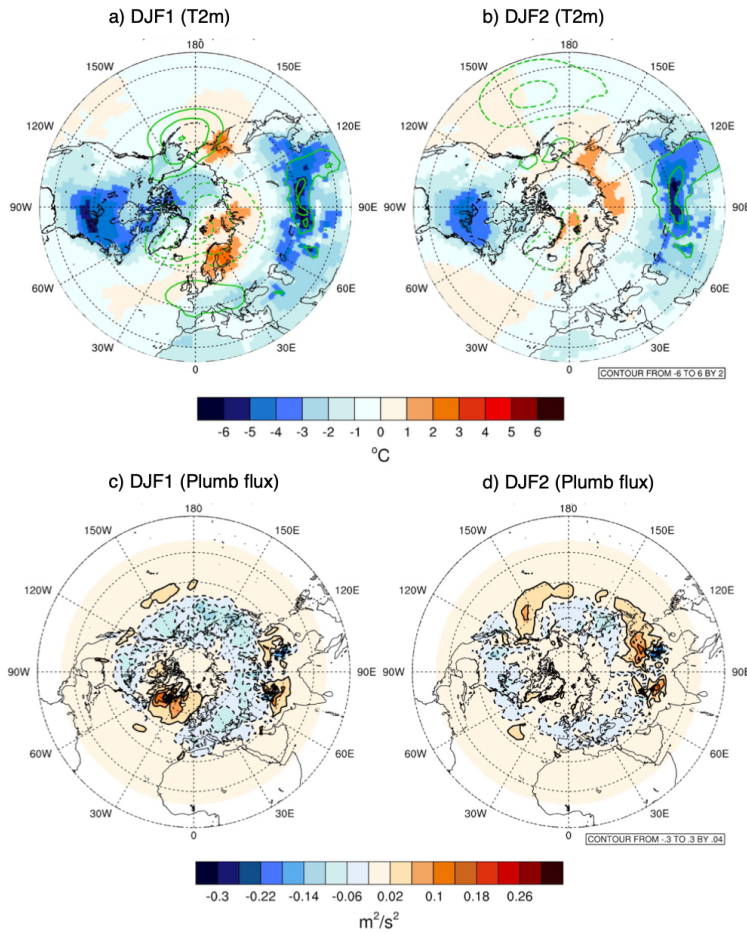 a) DJF1 (T2m)
b) DJF2 (T2m)
180
180
150W
150E
150W
150E
120W
120E
120W
120E
90W
90E
90W
90E
60W
60E
60W
60E
30W
30E
30W
30E
0
0
CONTOUR FROM -6 TO 6 BY 2
-6 -5 -4 -3 -2 -1 0 1 2 3 4 5 6
°C
c) DJF1 (Plumb flux)
d) DJF2 (Plumb flux)
180
180
150W
150E
150W
150E
120W
120E
120W
120E
90W
90E
90W
90E
60W
60E
60W
60E
30W
30E
30W
30E
0
0
CONTOUR FROM -.3 TO .3 BY .04
-0.3 -0.22 -0.14 -0.06 0.02 0.1 0.18 0.26
m²/s²